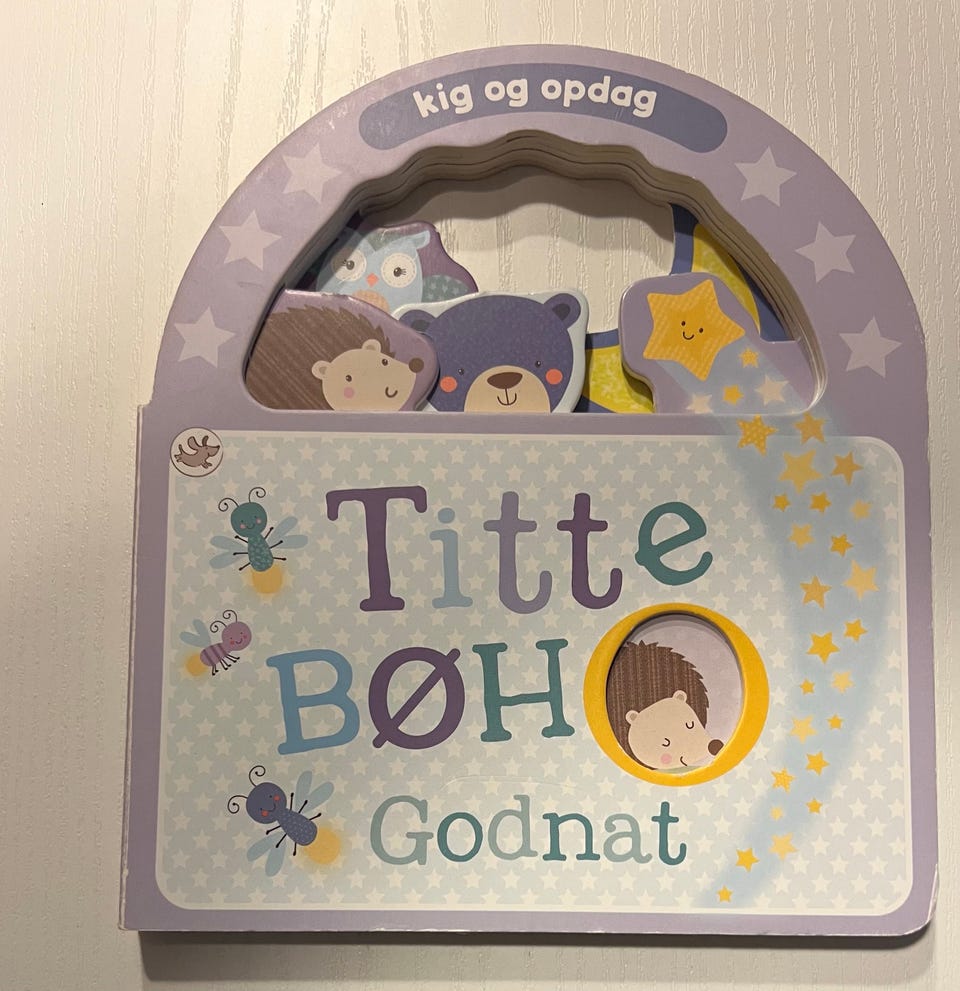 kig og opdag
Titte
BØHO
Godnat